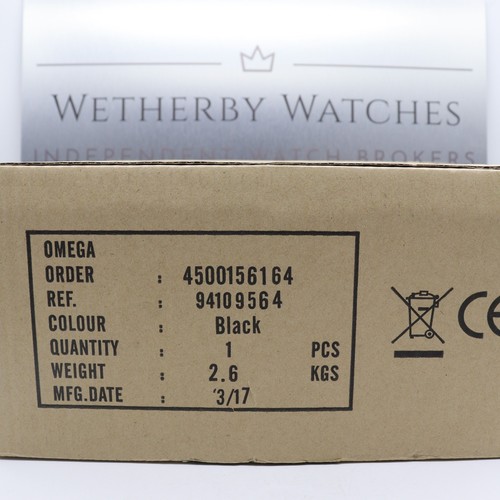 WETHERBY WATCHES
INDEPENDENT WATCH BROKERS
OMEGA
ORDER : 4500156164
REF. : 94109564
COLOUR : Black
QUANTITY : 1 PCS
WEIGHT : 2.6 KGS
MFG.DATE : '3/17
CE